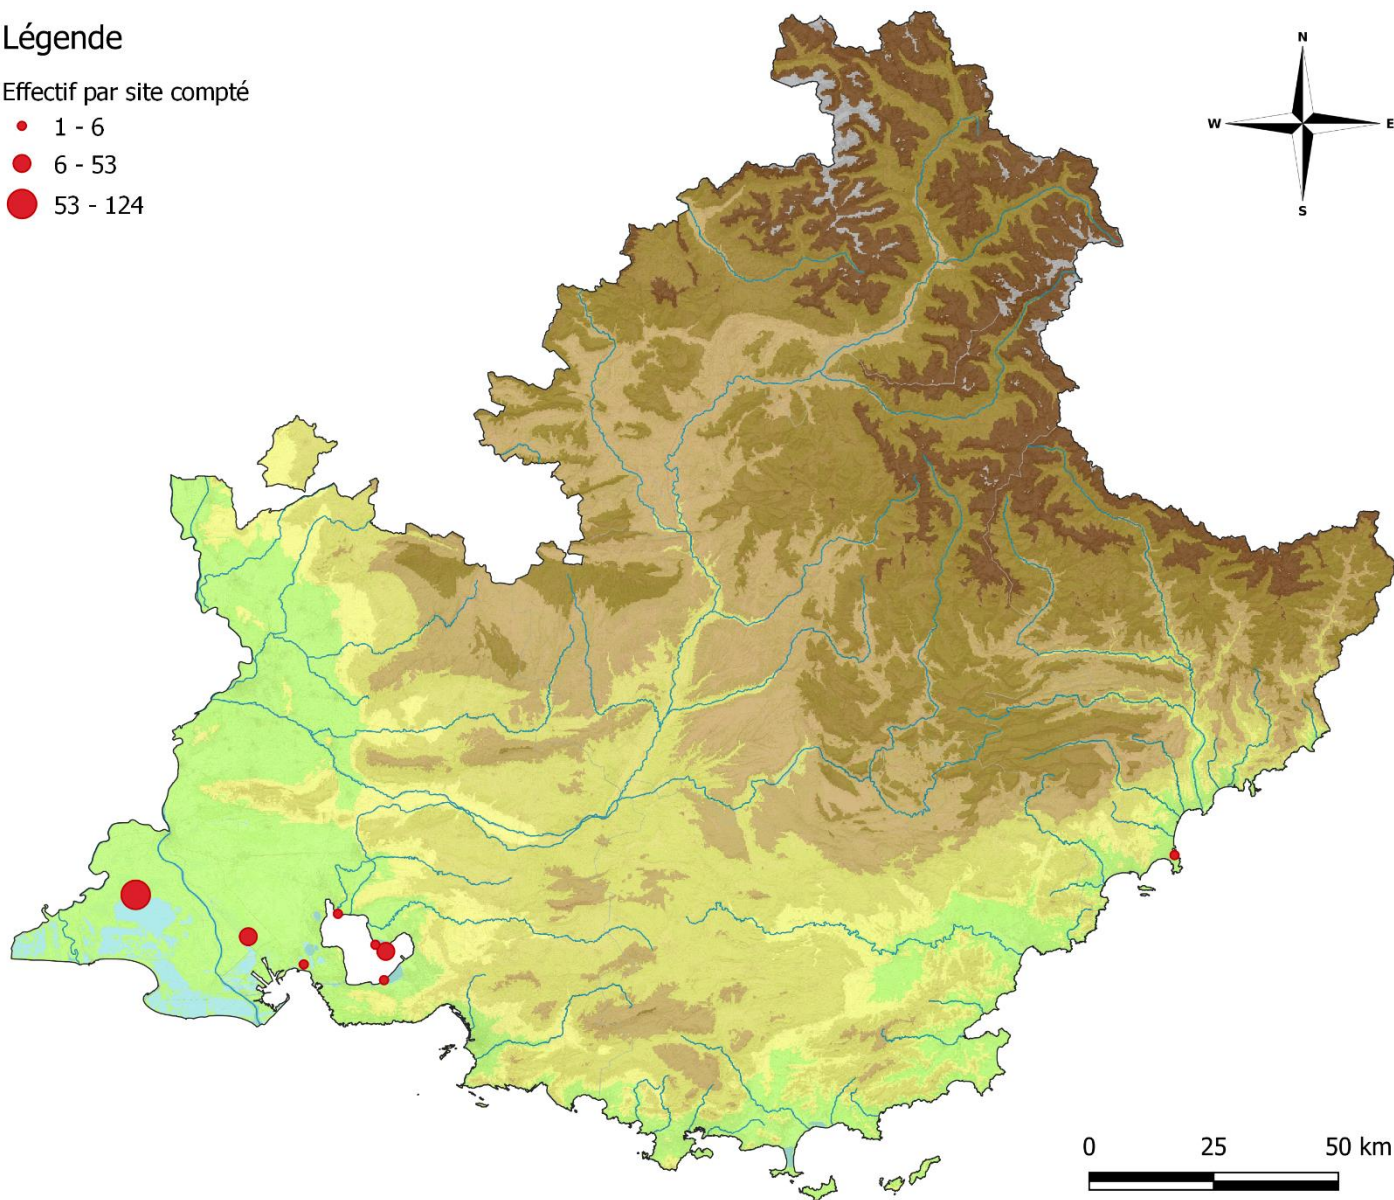 Légende
Effectif par site compté
1 - 6
6 - 53
53 - 124
N
W
E
S
0 25 50 km